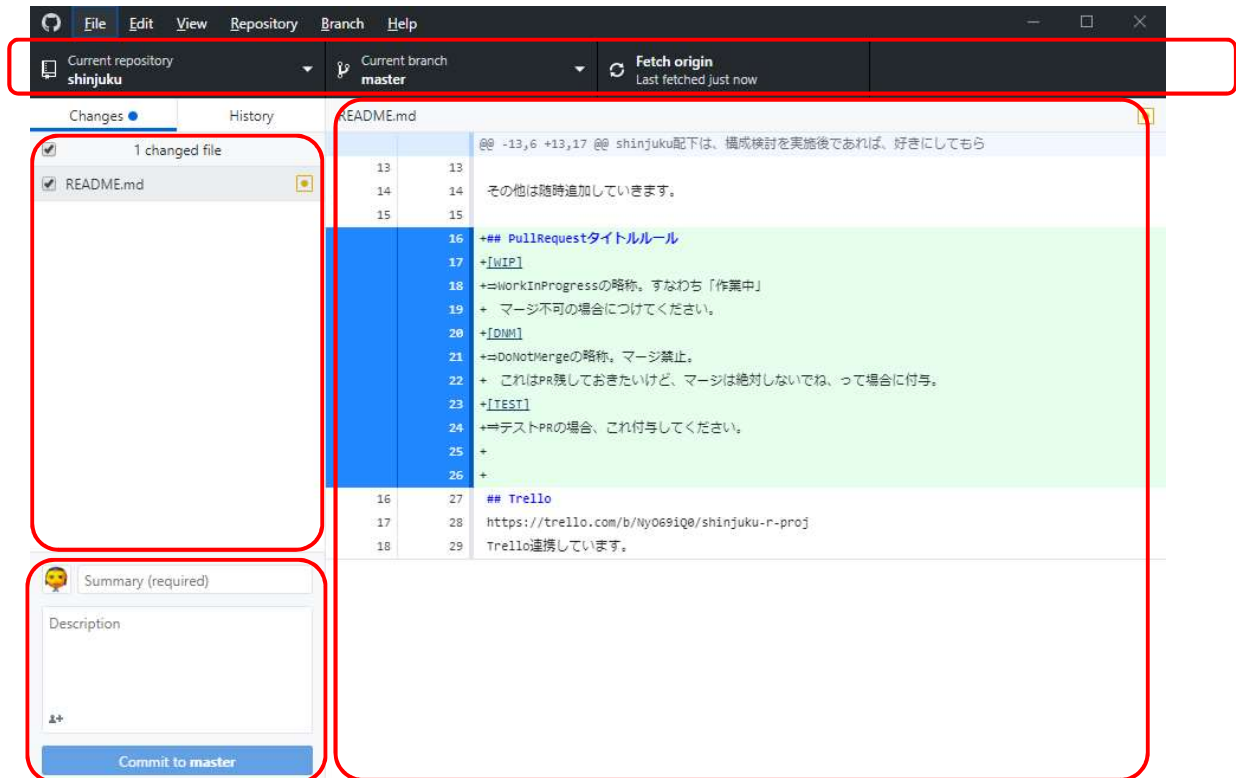 File Edit View Repository Branch Help
Current repository
shinjuku
Current branch
master
Fetch origin
Last fetched just now
Changes
History
1 changed file
README.md
README.md
@@ -13,6 +13,17 @@ shinjuku配下は、構成検討を実施後であれば、好きにしてもら
13 13
14 14 その他は随時追加していきます。
15 15
16 +## PullRequestタイトルルール
17 +[WIP]
18 +⇒WorkInProgressの略称。すなわち「作業中」
19 +　マージ不可の場合につけてください。
20 +[DNM]
21 +⇒DoNotMergeの略称。マージ禁止。
22 +　これはPR残しておきたいけど、マージは絶対しないでね、って場合に付与。
23 +[TEST]
24 +⇒テストPRの場合、これ付与してください。
25 +
26 +
16 27 ## Trello
17 28 https://trello.com/b/NyO69iQ0/shinjuku-r-proj
18 29 Trello連携しています。
Summary (required)
Description
Commit to master